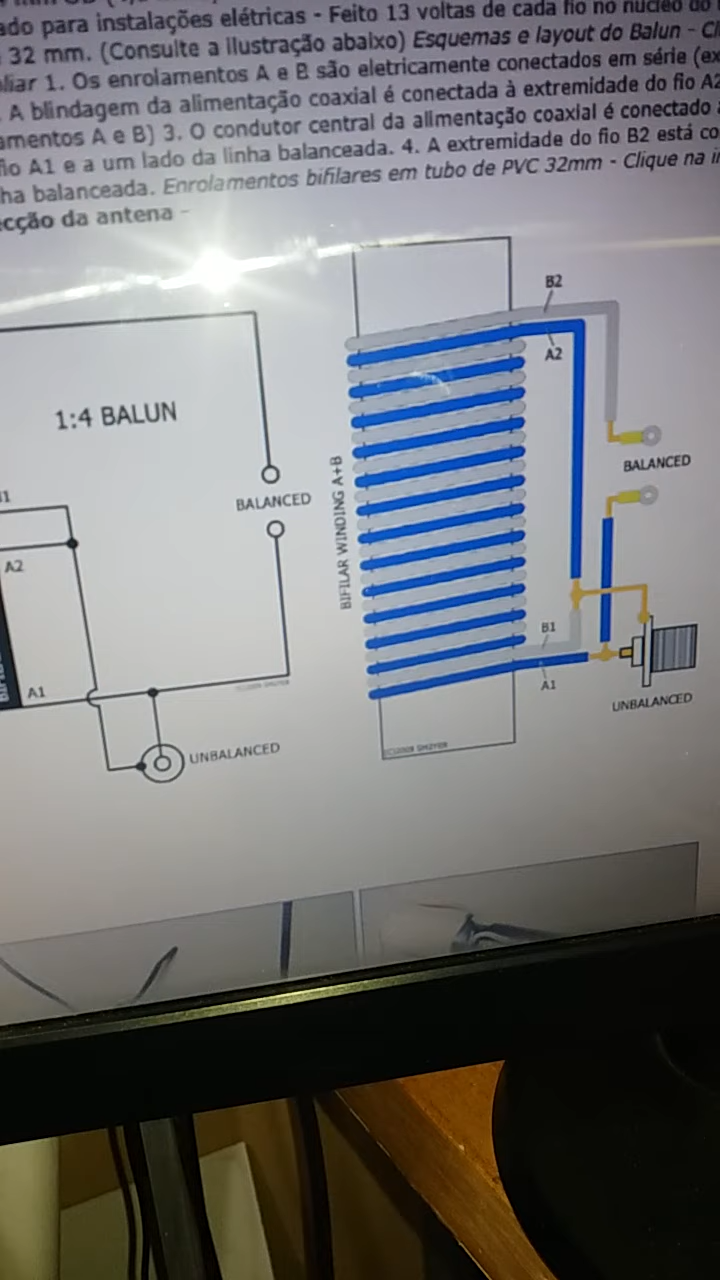 ado para instalações elétricas - Feito 13 voltas de cada fio no núcleo do
32 mm. (Consulte a ilustração abaixo) Esquemas e layout do Balun -
liar 1. Os enrolamentos A e B são eletricamente conectados em série (ex
. A blindagem da alimentação coaxial é conectada à extremidade do fio A2
amentos A e B) 3. O condutor central da alimentação coaxial é conectado
fio A1 e a um lado da linha balanceada. 4. A extremidade do fio B2 está co
ha balanceada. Enrolamentos bifilares em tubo de PVC 32mm - Clique na
cção da antena -
B2
A2
1:4 BALUN
BALANCED
BALANCED
BIFILAR WINDING A+B
A2
B1
A1
A1
UNBALANCED
UNBALANCED